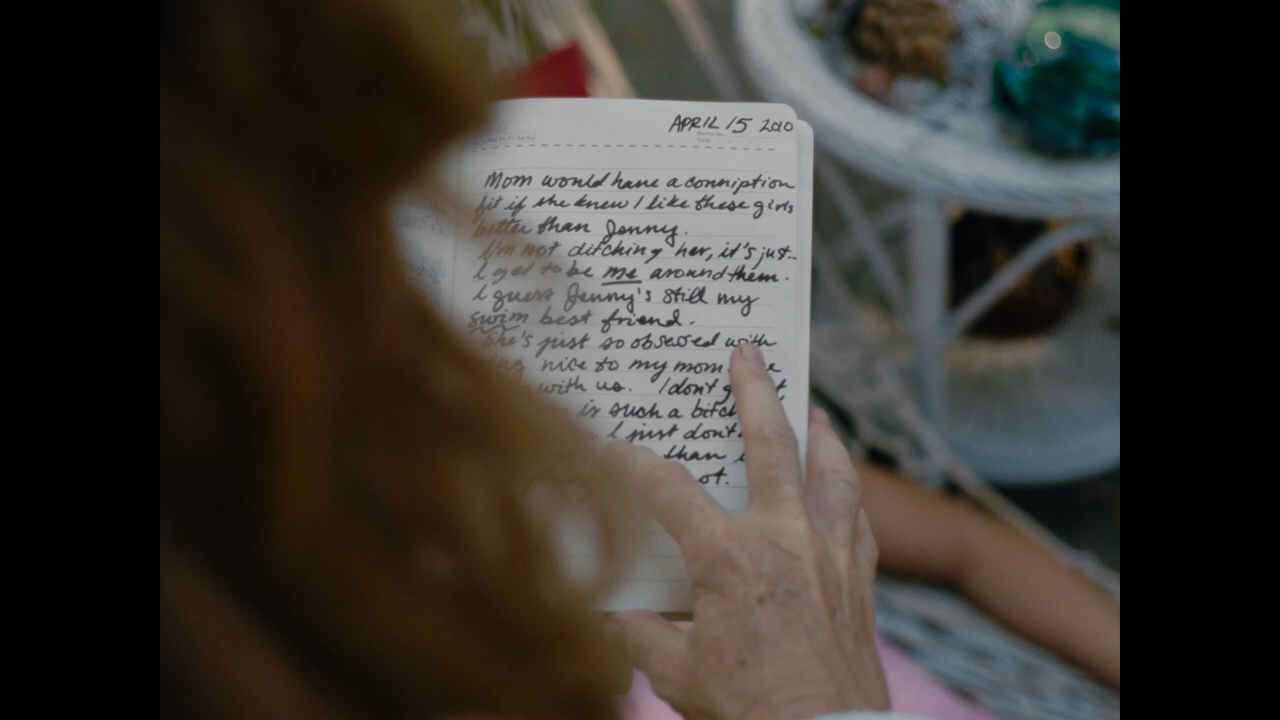 APRIL 15 2010
Mom would have a conniption
fit if she knew I like these girls
better than Jenny.
I'm not ditching her, it's just..
I get to be me around them.
I guess Jenny's still my
swim best friend.
She's just so obsessed with
nice to my mom.
with us. I don't
is such a bitch
I just don't
than
ot.